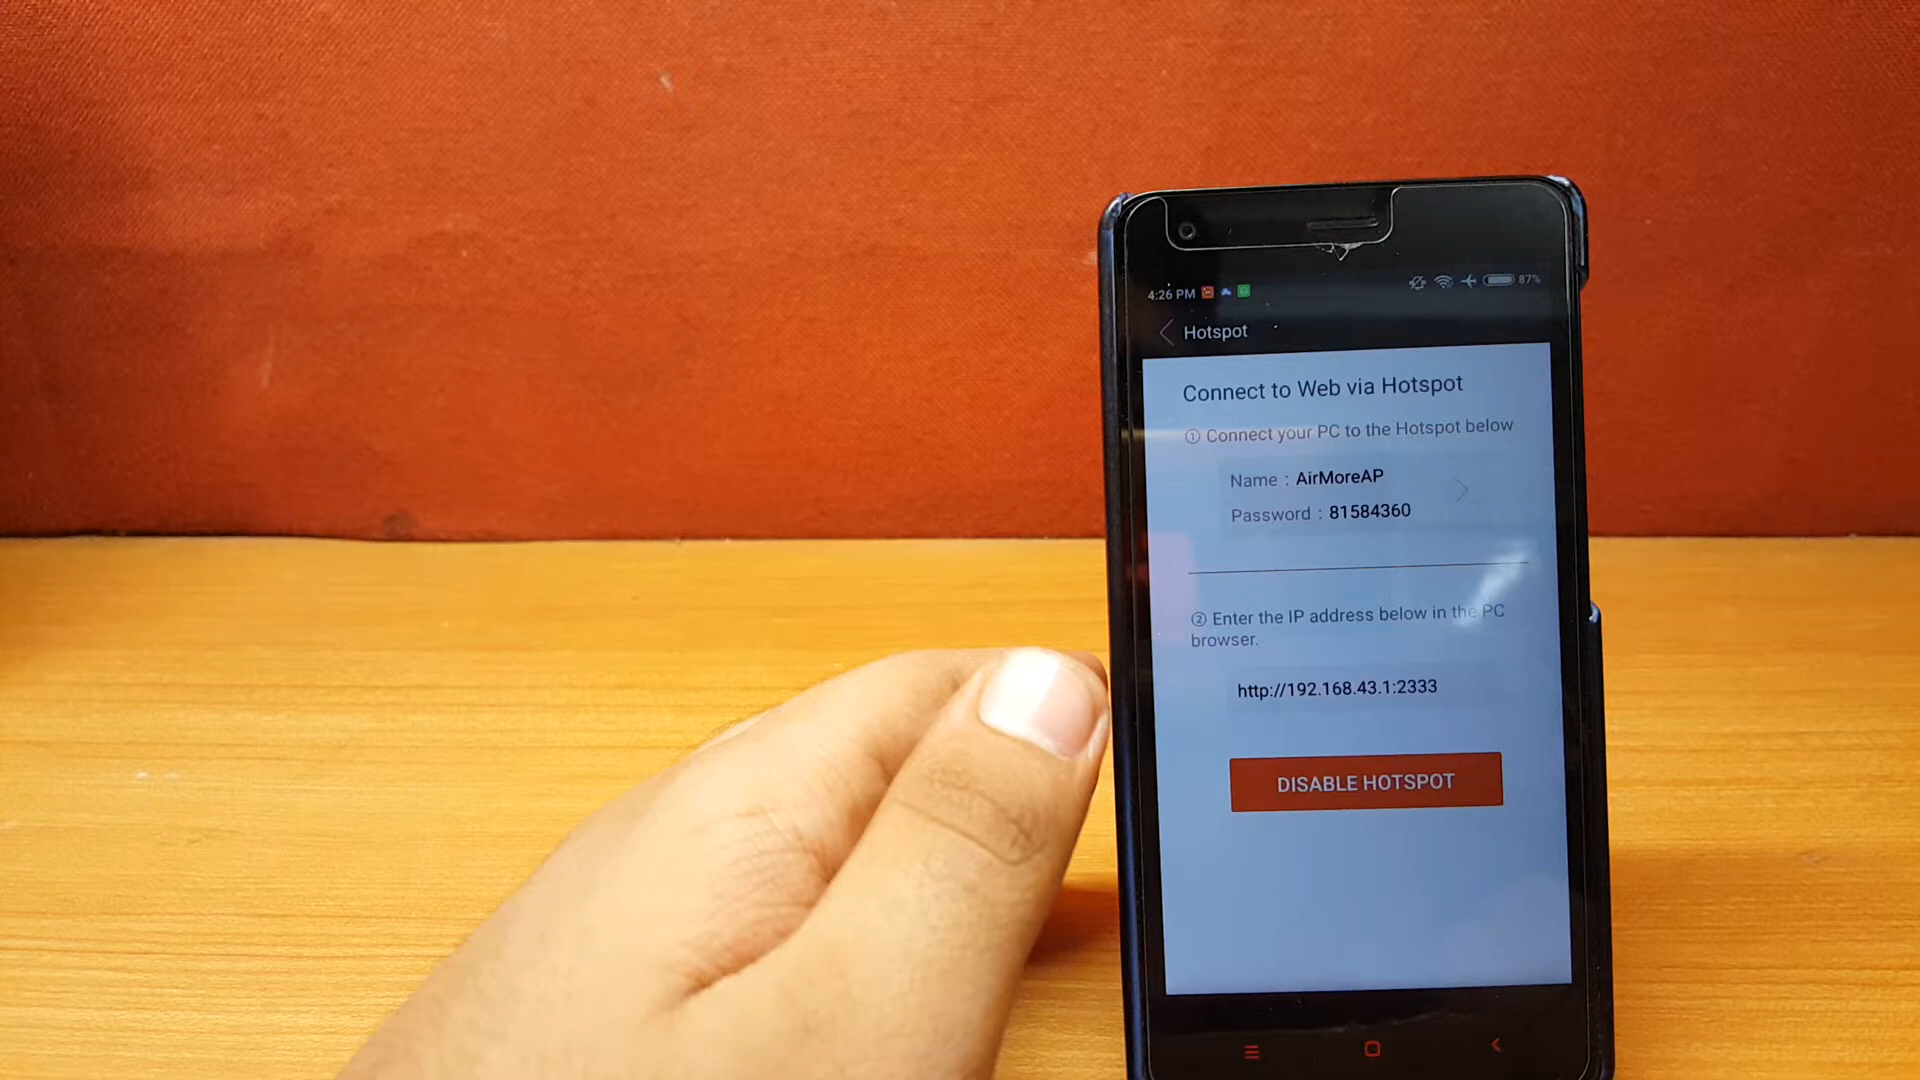 4:26 PM 87%
Hotspot
Connect to Web via Hotspot
① Connect your PC to the Hotspot below
Name : AirMoreAP
Password : 81584360
② Enter the IP address below in the PC
browser.
http://192.168.43.1:2333
DISABLE HOTSPOT